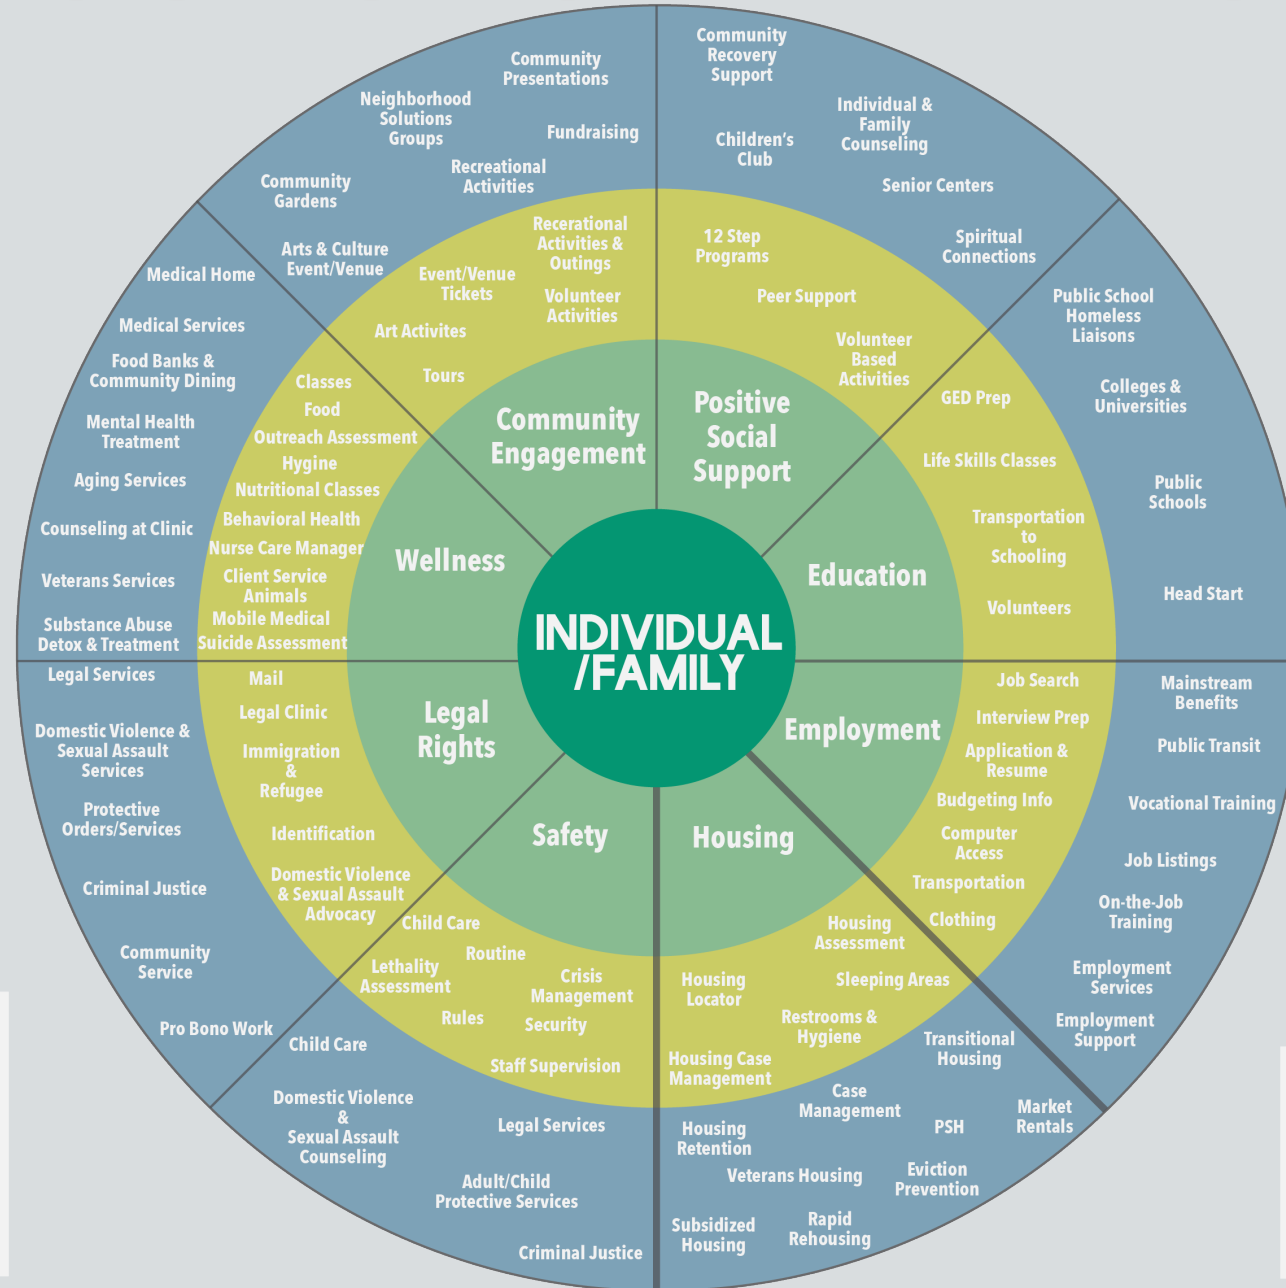 INDIVIDUAL
/FAMILY
Community
Engagement
Positive
Social
Support
Education
Employment
Housing
Safety
Legal
Rights
Wellness
Community
Presentations
Neighborhood
Solutions
Groups
Fundraising
Recreational
Activities
Community
Gardens
Arts & Culture
Event/Venue
Recerational
Activities &
Outings
Event/Venue
Tickets
Volunteer
Activities
Art Activites
Tours
Community
Recovery
Support
Individual &
Family
Counseling
Children's
Club
Senior Centers
Spiritual
Connections
12 Step
Programs
Peer Support
Volunteer
Based
Activities
Public School
Homeless
Liaisons
Colleges &
Universities
Public
Schools
Head Start
GED Prep
Life Skills Classes
Transportation
to
Schooling
Volunteers
Mainstream
Benefits
Public Transit
Vocational Training
Job Listings
On-the-Job
Training
Employment
Services
Employment
Support
Job Search
Interview Prep
Application &
Resume
Budgeting Info
Computer
Access
Transportation
Clothing
Housing
Assessment
Sleeping Areas
Housing
Locator
Restrooms &
Hygiene
Housing Case
Management
Transitional
Housing
Case
Management
Market
Rentals
PSH
Housing
Retention
Veterans Housing
Eviction
Prevention
Subsidized
Housing
Rapid
Rehousing
Child Care
Routine
Lethality
Assessment
Crisis
Management
Rules
Security
Staff Supervision
Child Care
Domestic Violence
&
Sexual Assault
Counseling
Legal Services
Adult/Child
Protective Services
Criminal Justice
Mail
Legal Clinic
Immigration
&
Refugee
Identification
Domestic Violence
& Sexual Assault
Advocacy
Legal Services
Domestic Violence &
Sexual Assault
Services
Protective
Orders/Services
Criminal Justice
Community
Service
Pro Bono Work
Medical Home
Medical Services
Food Banks &
Community Dining
Mental Health
Treatment
Aging Services
Counseling at Clinic
Veterans Services
Substance Abuse
Detox & Treatment
Classes
Food
Outreach Assessment
Hygine
Nutritional Classes
Behavioral Health
Nurse Care Manager
Client Service
Animals
Mobile Medical
Suicide Assessment